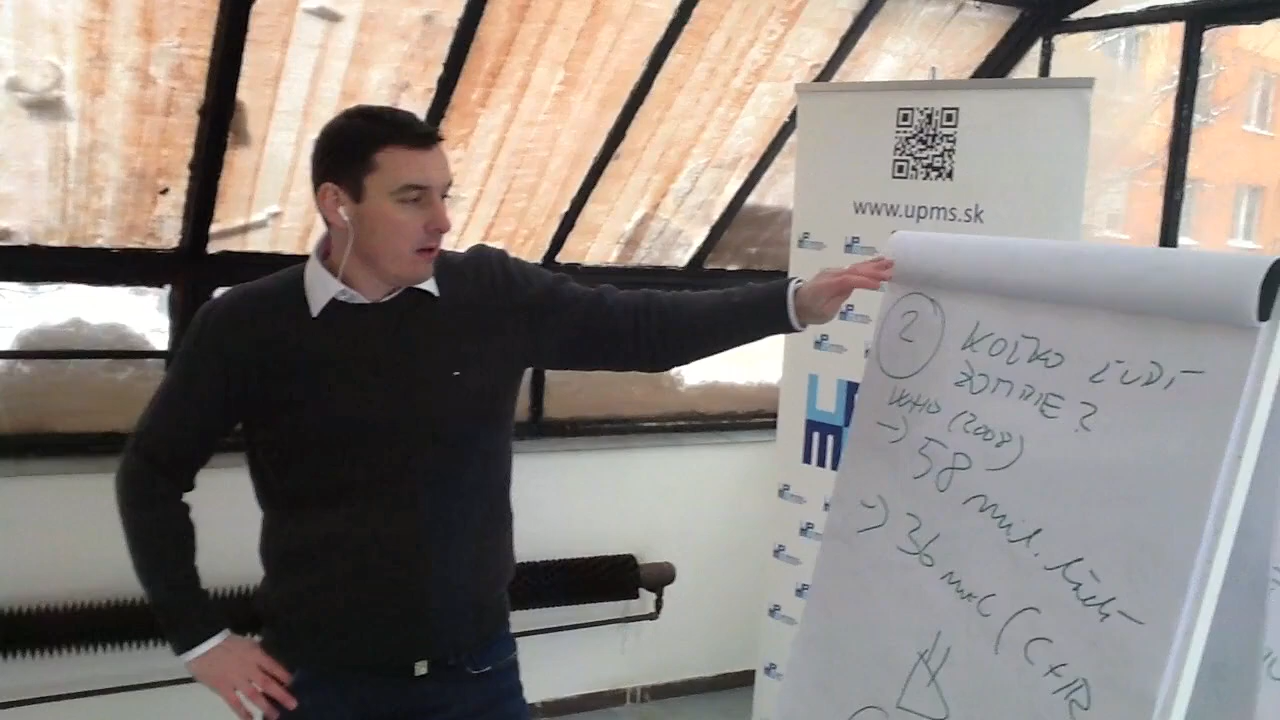 www.upms.sk
2 KOĽKO ĽUDÍ
ZOMRIE?
WHO (2008)
→ 58 mil. ľudí
→ 36 mil (C+R